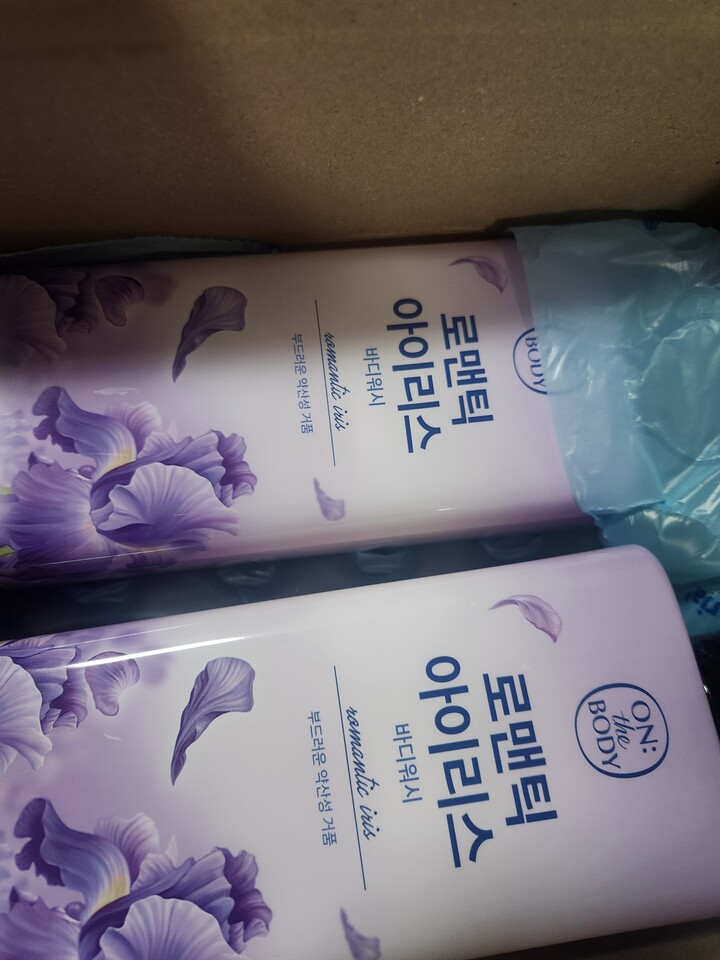 BODY
로맨틱
아이리스
바디워시
romantic iris
부드러운 약산성 거품
ON:
the
BODY
로맨틱
아이리스
바디워시
romantic iris
부드러운 약산성 거품